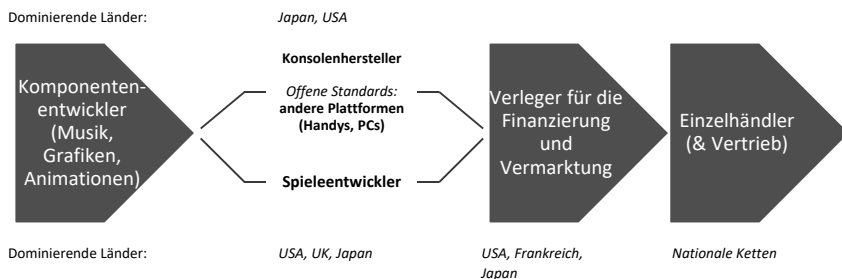 Dominierende Länder:
Japan, USA
Komponenten-
entwickler
(Musik,
Grafiken,
Animationen)
Konsolenhersteller
Offene Standards:
andere Plattformen
(Handys, PCs)
Spieleentwickler
Verleger für die
Finanzierung
und
Vermarktung
Einzelhändler
(& Vertrieb)
Dominierende Länder:
USA, UK, Japan
USA, Frankreich,
Japan
Nationale Ketten